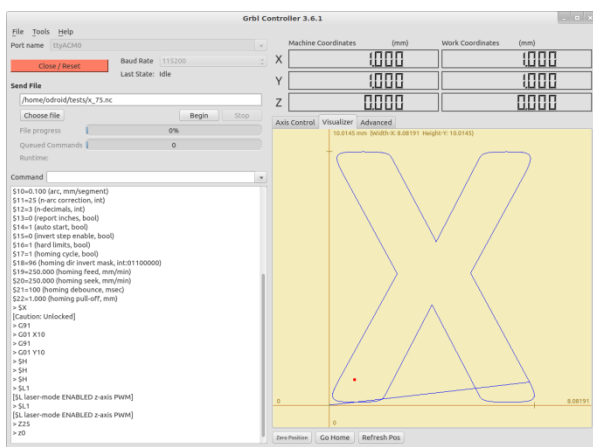 Grbl Controller 3.6.1
File Tools Help
Port name ttyACM0
Close / Reset
Baud Rate 115200
Last State: Idle
Send File
/home/odroid/tests/x_75.nc
Choose file Begin Stop
File progress 0%
Queued Commands 0
Runtime:
Command
$10=0.100 (arc, mm/segment)
$11=25 (n-arc correction, int)
$12=3 (n-decimals, int)
$13=0 (report inches, bool)
$14=1 (auto start, bool)
$15=0 (invert step enable, bool)
$16=1 (hard limits, bool)
$17=1 (homing cycle, bool)
$18=96 (homing dir invert mask, int:01100000)
$19=250.000 (homing feed, mm/min)
$20=250.000 (homing seek, mm/min)
$21=100 (homing debounce, msec)
$22=1.000 (homing pull-off, mm)
> $X
[Caution: Unlocked]
> G91
> G01 X10
> G91
> G01 Y10
> $H
> $H
> $H
> $L1
[$L laser-mode ENABLED z-axis PWM]
> $L1
[$L laser-mode ENABLED z-axis PWM]
> Z25
> z0
Machine Coordinates (mm) Work Coordinates (mm)
X 1.000 1.000
Y 1.000 1.000
Z 0.000 0.000
Axis Control Visualizer Advanced
10.0145 mm (Width-X: 8.08191 Height-Y: 10.0145)
0 8.08191
0
Zero Position Go Home Refresh Pos